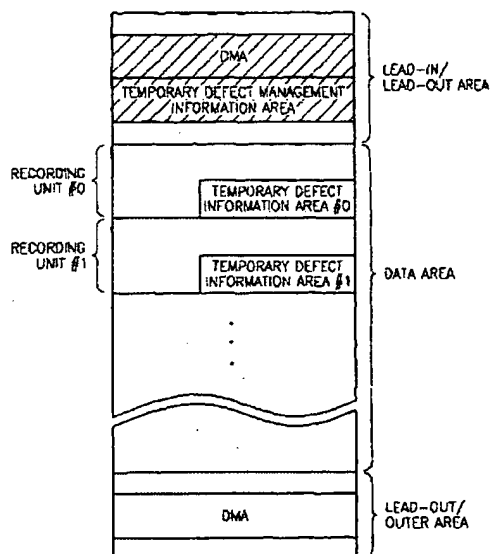 DMA
TEMPORARY DEFECT MANAGEMENT
INFORMATION AREA
LEAD-IN/
LEAD-OUT AREA
RECORDING
UNIT #0
TEMPORARY DEFECT
INFORMATION AREA #0
RECORDING
UNIT #1
TEMPORARY DEFECT
INFORMATION AREA #1
DATA AREA
DMA
LEAD-OUT/
OUTER AREA